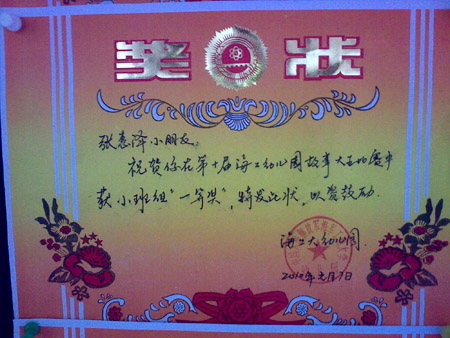 奖状
张惠泽小朋友:
祝贺你在第十届海工幼儿园故事大王比赛中
获小班组“一等奖”,特发此状,以资鼓励.
海工大幼儿园.
2010年元月9日